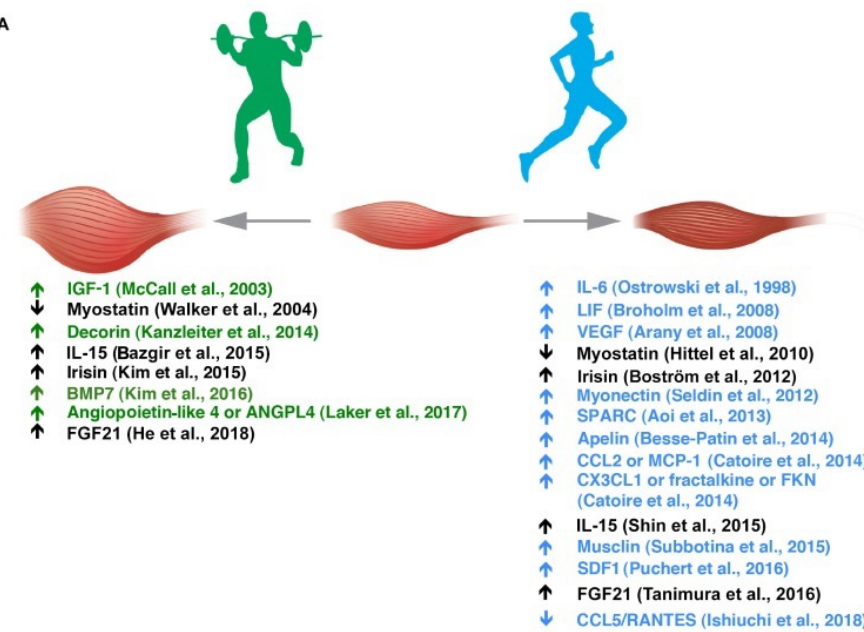 A
↑ IGF-1 (McCall et al., 2003)
↓ Myostatin (Walker et al., 2004)
↑ Decorin (Kanzleiter et al., 2014)
↑ IL-15 (Bazgir et al., 2015)
↑ Irisin (Kim et al., 2015)
↑ BMP7 (Kim et al., 2016)
↑ Angiopoietin-like 4 or ANGPL4 (Laker et al., 2017)
↑ FGF21 (He et al., 2018)
↑ IL-6 (Ostrowski et al., 1998)
↑ LIF (Broholm et al., 2008)
↑ VEGF (Arany et al., 2008)
↓ Myostatin (Hittel et al., 2010)
↑ Irisin (Boström et al., 2012)
↑ Myonectin (Seldin et al., 2012)
↑ SPARC (Aoi et al., 2013)
↑ Apelin (Besse-Patin et al., 2014)
↑ CCL2 or MCP-1 (Catoire et al., 2014)
↑ CX3CL1 or fractalkine or FKN
(Catoire et al., 2014)
↑ IL-15 (Shin et al., 2015)
↑ Musclin (Subbotina et al., 2015)
↑ SDF1 (Puchert et al., 2016)
↑ FGF21 (Tanimura et al., 2016)
↓ CCL5/RANTES (Ishiuchi et al., 2018)